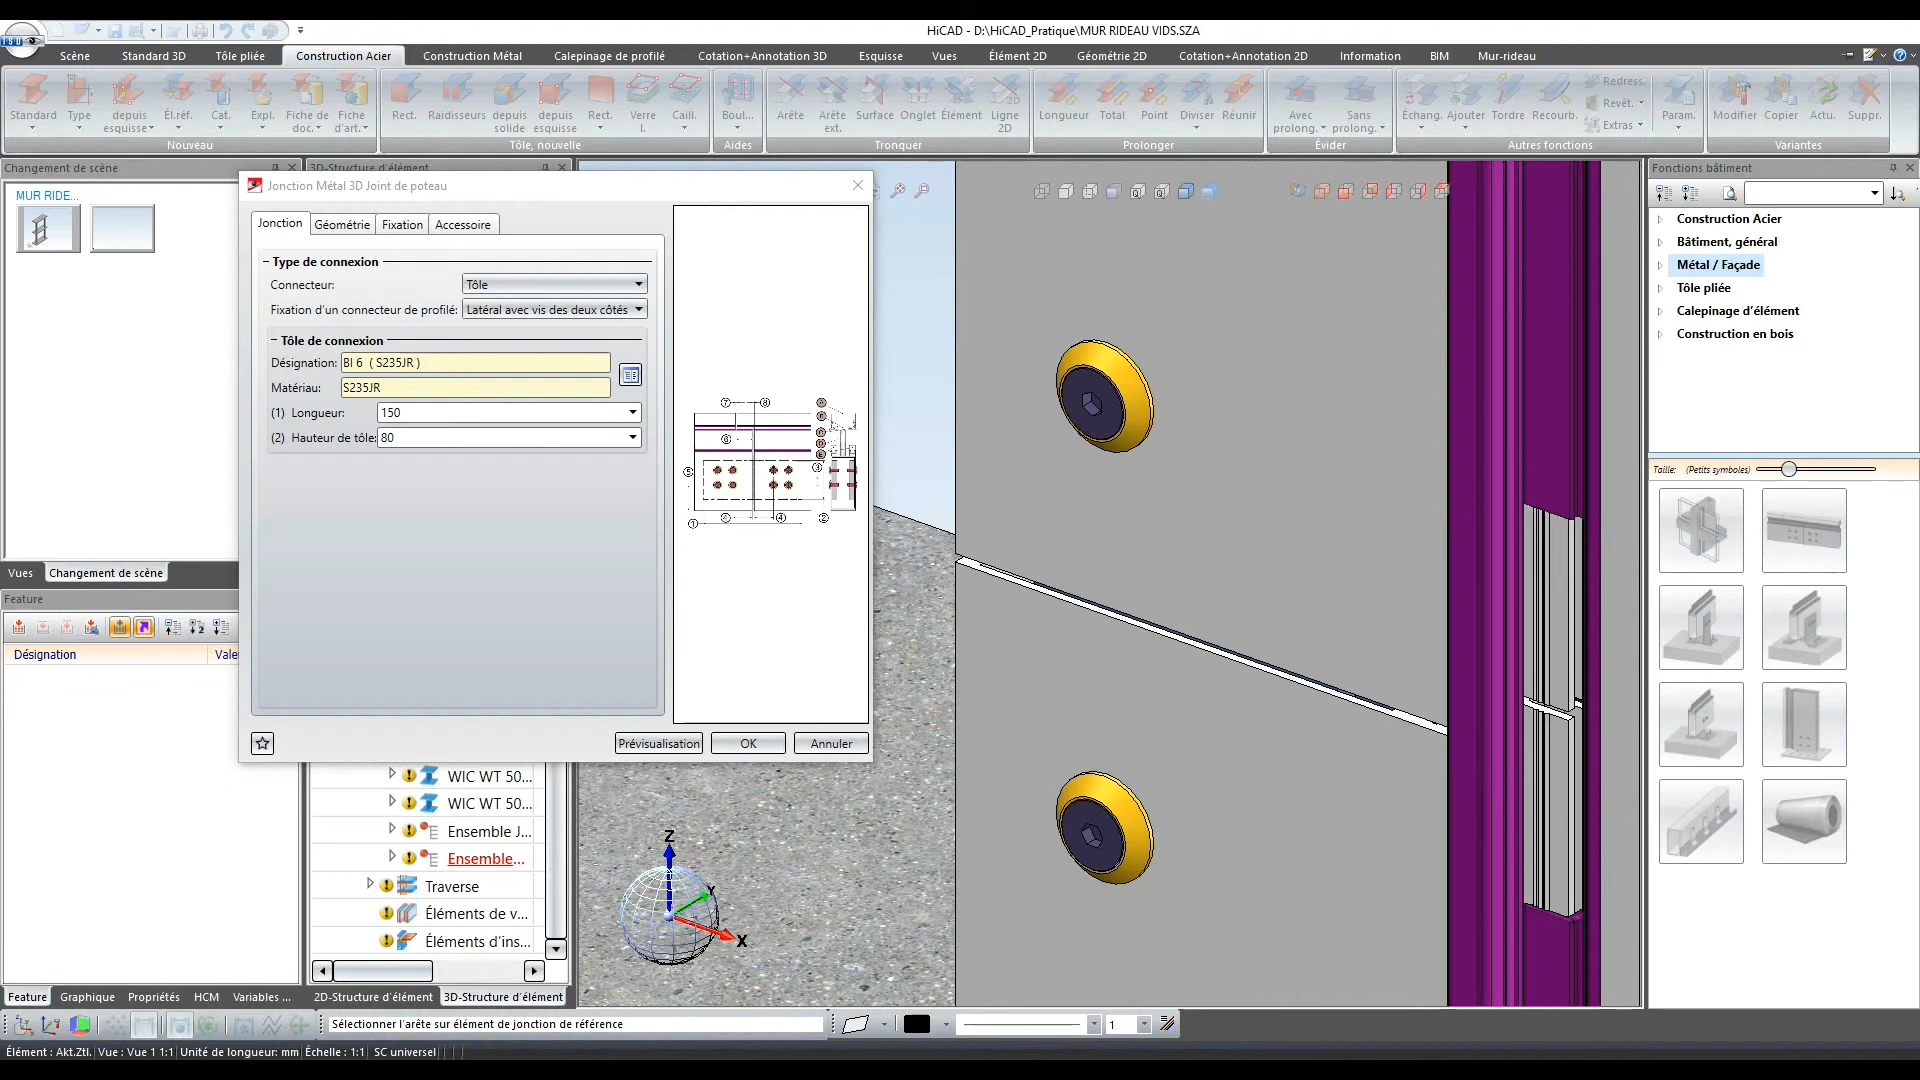 HiCAD - D:\HiCAD_Pratique\MUR RIDEAU VIDS.SZA
ISD
Scène Standard 3D Tôle pliée Construction Acier Construction Métal Calepinage de profilé Cotation+Annotation 3D Esquisse Vues Élément 2D Géométrie 2D Cotation+Annotation 2D Information BIM Mur-rideau
Standard Type depuis esquisse El.réf. Cat. Expl. Fiche de doc. Fiche d'art. Rect. Raidisseurs depuis solide depuis esquisse Rect. Verre I. Caill. Boul... Arête Arête ext. Surface Onglet Élément Ligne 2D Longueur Total Point Diviser Réunir Avec prolong. Sans prolong. Échang. Ajouter Tordre Recourb. Redress. Revêt. Extras Param. Modifier Copier Actu. Suppr.
Nouveau Tôle, nouvelle Aides Tronquer Prolonger Évider Autres fonctions Variantes
Changement de scène
3D-Structure d'élément
MUR RIDE...
Vues Changement de scène
Feature
Désignation Vale
Jonction Métal 3D Joint de poteau
Jonction Géométrie Fixation Accessoire
Type de connexion
Connecteur: Tôle
Fixation d'un connecteur de profilé: Latéral avec vis des deux côtés
Tôle de connexion
Désignation: Bl 6 ( S235JR )
Matériau: S235JR
(1) Longueur: 150
(2) Hauteur de tôle: 80
Prévisualisation OK Annuler
WIC WT 50...
WIC WT 50...
Ensemble J...
Ensemble...
Traverse
Éléments de v...
Éléments d'ins...
Z
Y
X
Fonctions bâtiment
Construction Acier
Bâtiment, général
Métal / Façade
Tôle pliée
Calepinage d'élément
Construction en bois
Taille: (Petits symboles)
Feature Graphique Propriétés HCM Variables ... 2D-Structure d'élément 3D-Structure d'élément
Sélectionner l'arête sur élément de jonction de référence
1
Élément : Akt.Ztl. Vue : Vue 1 1:1 Unité de longueur: mm Échelle : 1:1 SC universel